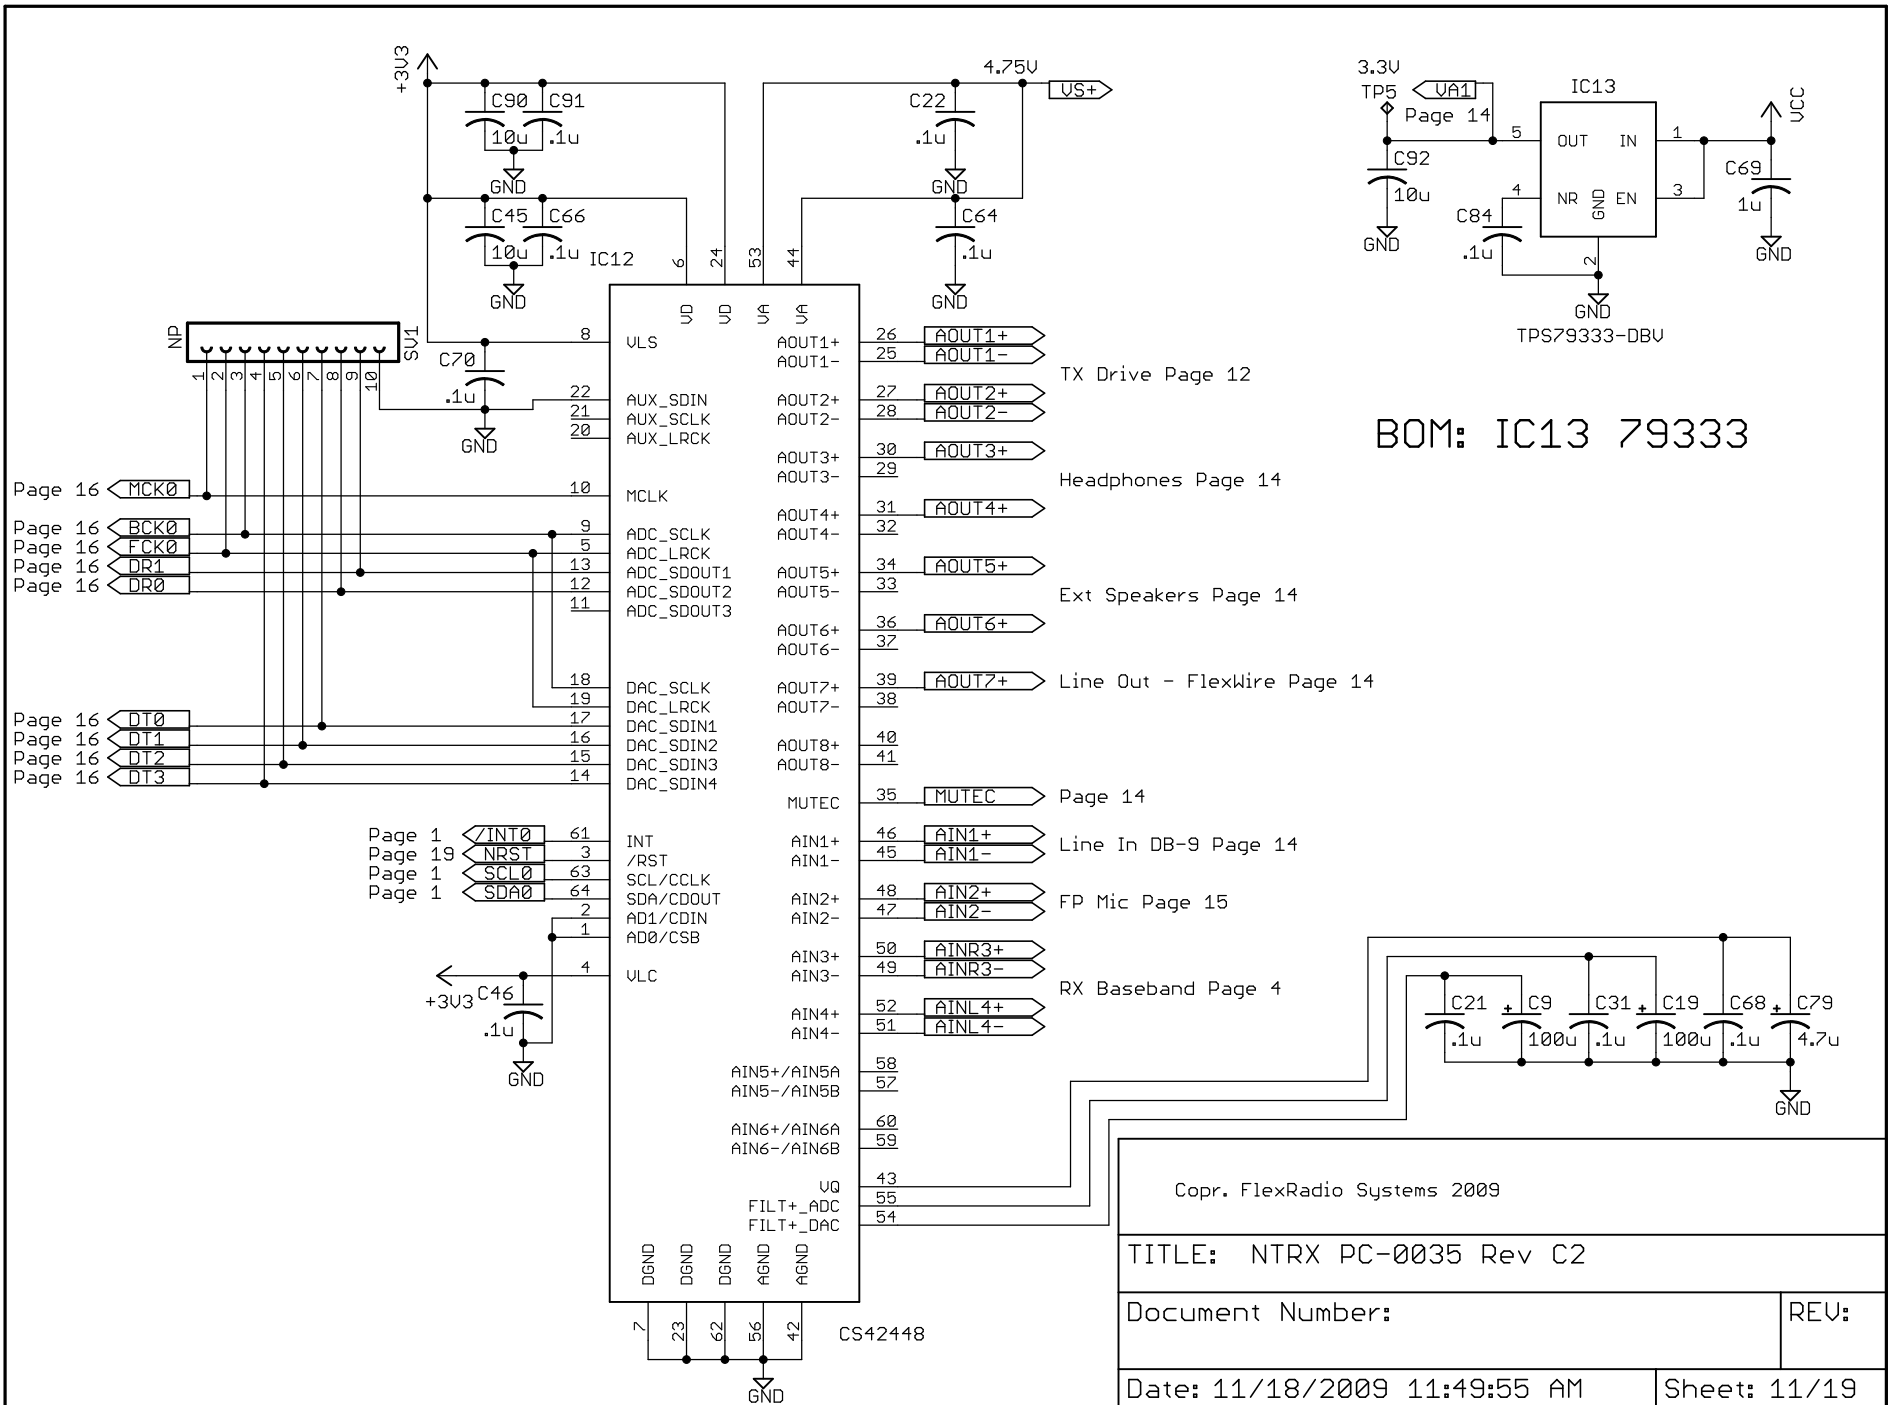 +3V3
C90
C91
10u
.1u
GND
C45
C66
10u
.1u
GND
4.75V
VS+
C22
.1u
GND
C64
.1u
GND
3.3V
TP5
VA1
Page 14
IC13
VCC
5
OUT
IN
1
4
NR
GND
EN
3
2
C92
10u
GND
C84
.1u
C69
1u
GND
GND
TPS79333-DBV
BOM: IC13 79333
IC12
6
24
53
44
VD
VD
VA
VA
NP
SV1
1
2
3
4
5
6
7
8
9
10
C70
.1u
GND
8 VLS
22 AUX_SDIN
21 AUX_SCLK
20 AUX_LRCK
Page 16 MCK0 10 MCLK
Page 16 BCK0 9 ADC_SCLK
Page 16 FCK0 5 ADC_LRCK
Page 16 DR1 13 ADC_SDOUT1
Page 16 DR0 12 ADC_SDOUT2
11 ADC_SDOUT3
18 DAC_SCLK
19 DAC_LRCK
Page 16 DT0 17 DAC_SDIN1
Page 16 DT1 16 DAC_SDIN2
Page 16 DT2 15 DAC_SDIN3
Page 16 DT3 14 DAC_SDIN4
Page 1 /INT0 61 INT
Page 19 NRST 3 /RST
Page 1 SCL0 63 SCL/CCLK
Page 1 SDA0 64 SDA/CDOUT
2 AD1/CDIN
1 AD0/CSB
4 VLC
+3V3
C46
.1u
GND
AOUT1+ 26 AOUT1+
AOUT1- 25 AOUT1-
TX Drive Page 12
AOUT2+ 27 AOUT2+
AOUT2- 28 AOUT2-
AOUT3+ 30 AOUT3+
AOUT3- 29
Headphones Page 14
AOUT4+ 31 AOUT4+
AOUT4- 32
AOUT5+ 34 AOUT5+
AOUT5- 33
Ext Speakers Page 14
AOUT6+ 36 AOUT6+
AOUT6- 37
AOUT7+ 39 AOUT7+ Line Out - FlexWire Page 14
AOUT7- 38
AOUT8+ 40
AOUT8- 41
MUTEC 35 MUTEC Page 14
AIN1+ 46 AIN1+
AIN1- 45 AIN1-
Line In DB-9 Page 14
AIN2+ 48 AIN2+
AIN2- 47 AIN2-
FP Mic Page 15
AIN3+ 50 AINR3+
AIN3- 49 AINR3-
RX Baseband Page 4
AIN4+ 52 AINL4+
AIN4- 51 AINL4-
AIN5+/AIN5A 58
AIN5-/AIN5B 57
AIN6+/AIN6A 60
AIN6-/AIN6B 59
VQ 43
FILT+_ADC 55
FILT+_DAC 54
C21
.1u
+ C9
100u
C31
.1u
+ C19
100u
C68
.1u
+ C79
4.7u
GND
DGND
DGND
DGND
AGND
AGND
7
23
62
56
42
CS42448
GND
Copr. FlexRadio Systems 2009
TITLE: NTRX PC-0035 Rev C2
Document Number:
REV:
Date: 11/18/2009 11:49:55 AM
Sheet: 11/19